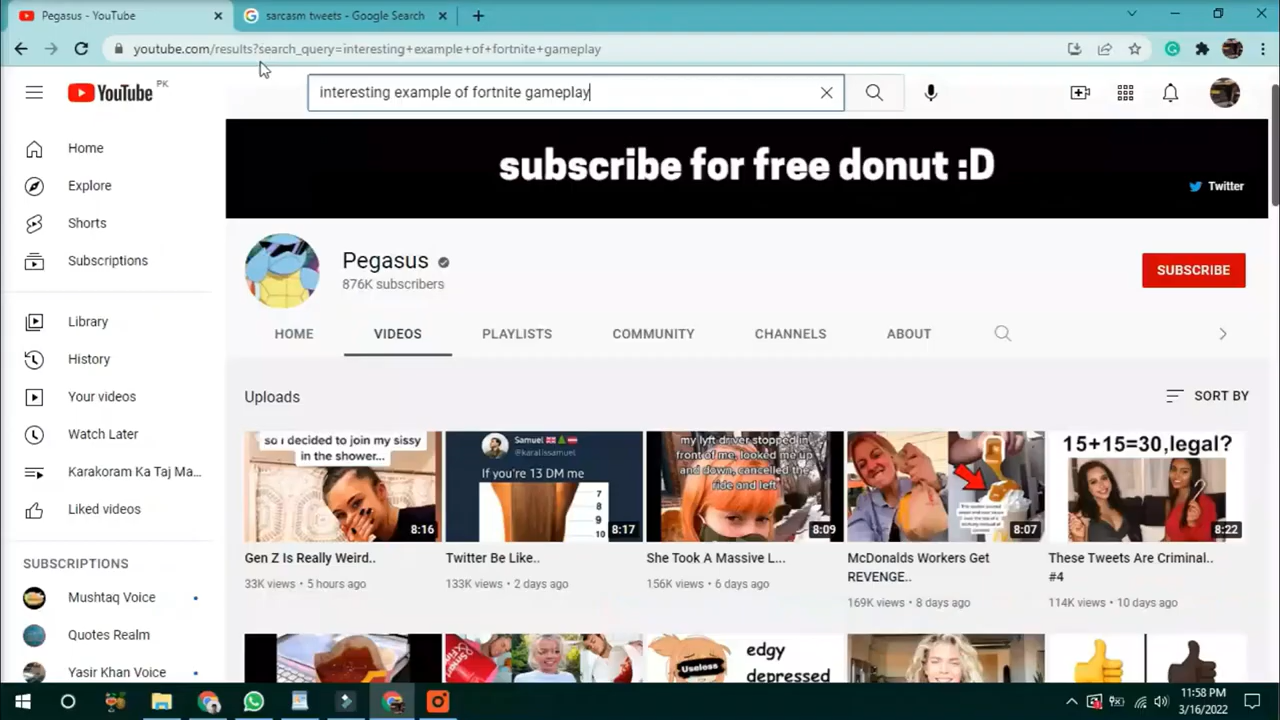 Pegasus - YouTube
sarcasm tweets - Google Search
youtube.com/results?search_query=interesting+example+of+fortnite+gameplay
YouTube PK
interesting example of fortnite gameplay
Home
Explore
Shorts
Subscriptions
Library
History
Your videos
Watch Later
Karakoram Ka Taj Ma...
Liked videos
SUBSCRIPTIONS
Mushtaq Voice
Quotes Realm
Yasir Khan Voice
subscribe for free donut :D
Twitter
Pegasus
876K subscribers
SUBSCRIBE
HOME
VIDEOS
PLAYLISTS
COMMUNITY
CHANNELS
ABOUT
Uploads
SORT BY
so i decided to join my sissy
in the shower...
8:16
Gen Z Is Really Weird..
33K views • 5 hours ago
Samuel
@karalissamuel
If you're 13 DM me
7
8
9
10
8:17
Twitter Be Like..
133K views • 2 days ago
my lyft driver stopped in
front of me, looked me up
and down, cancelled the
ride and left
8:09
She Took A Massive L...
156K views • 6 days ago
8:07
McDonalds Workers Get
REVENGE..
169K views • 8 days ago
15+15=30,legal?
8:22
These Tweets Are Criminal..
#4
114K views • 10 days ago
Useless
edgy
depressed
11:58 PM
3/16/2022